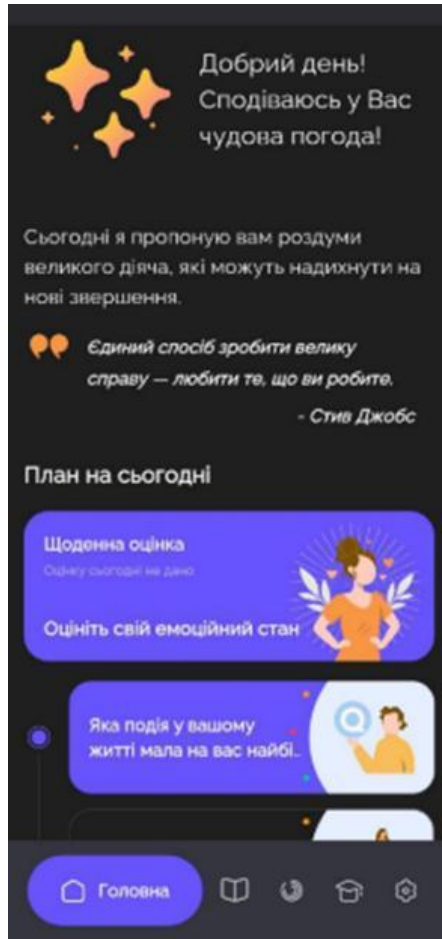 Добрий день!
Сподіваюсь у Вас
чудова погода!
Сьогодні я пропоную вам роздуми
великого діяча, які можуть надихнути на
нові звершення.
Єдиний спосіб зробити велику
справу — любити те, що ви робите.
- Стив Джобс
План на сьогодні
Щоденна оцінка
Оцінку сьогодні не дано
Оцініть свій емоційний стан
Яка подія у вашому
житті мала на вас найбі..
Головна